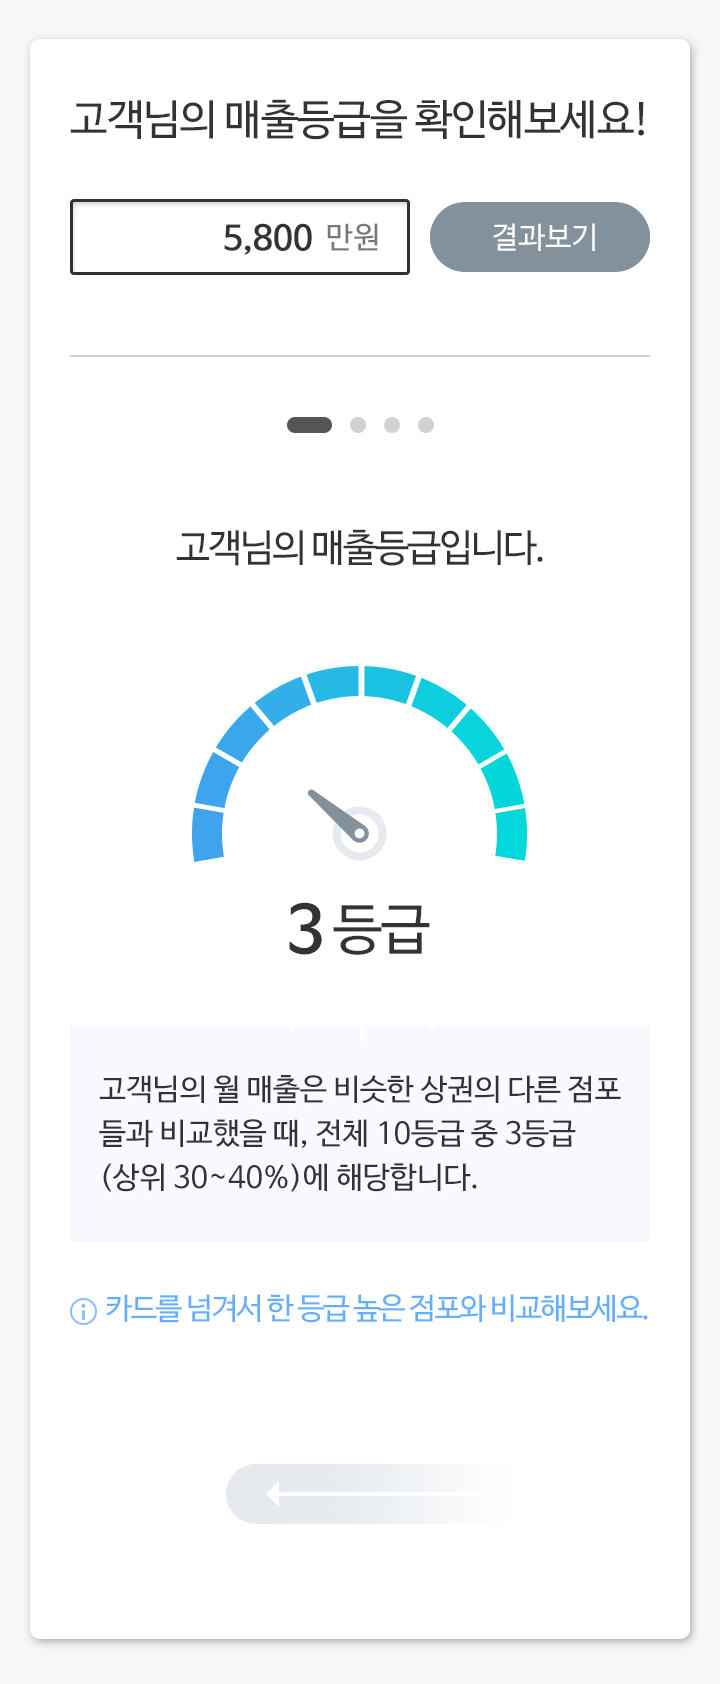 고객님의 매출등급을 확인해보세요!
5,800 만원
결과보기
고객님의 매출등급입니다.
3 등급
고객님의 월 매출은 비슷한 상권의 다른 점포
들과 비교했을 때, 전체 10등급 중 3등급
(상위 30~40%)에 해당합니다.
카드를 넘겨서 한 등급 높은 점포와 비교해보세요.